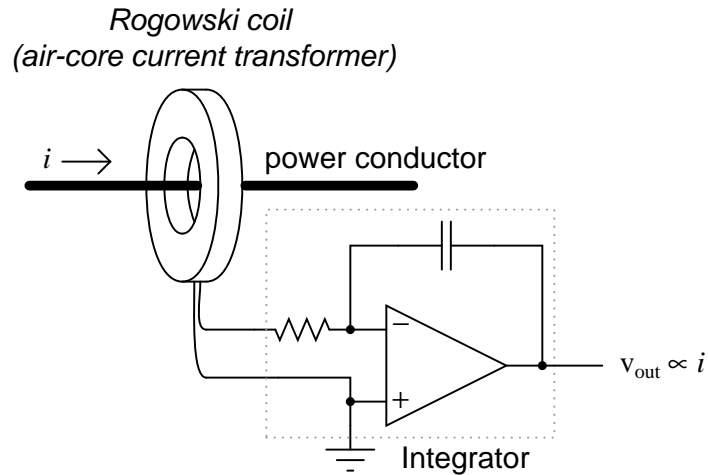 Rogowski coil
(air-core current transformer)
i
power conductor
−
+
v_out ∝ i
Integrator